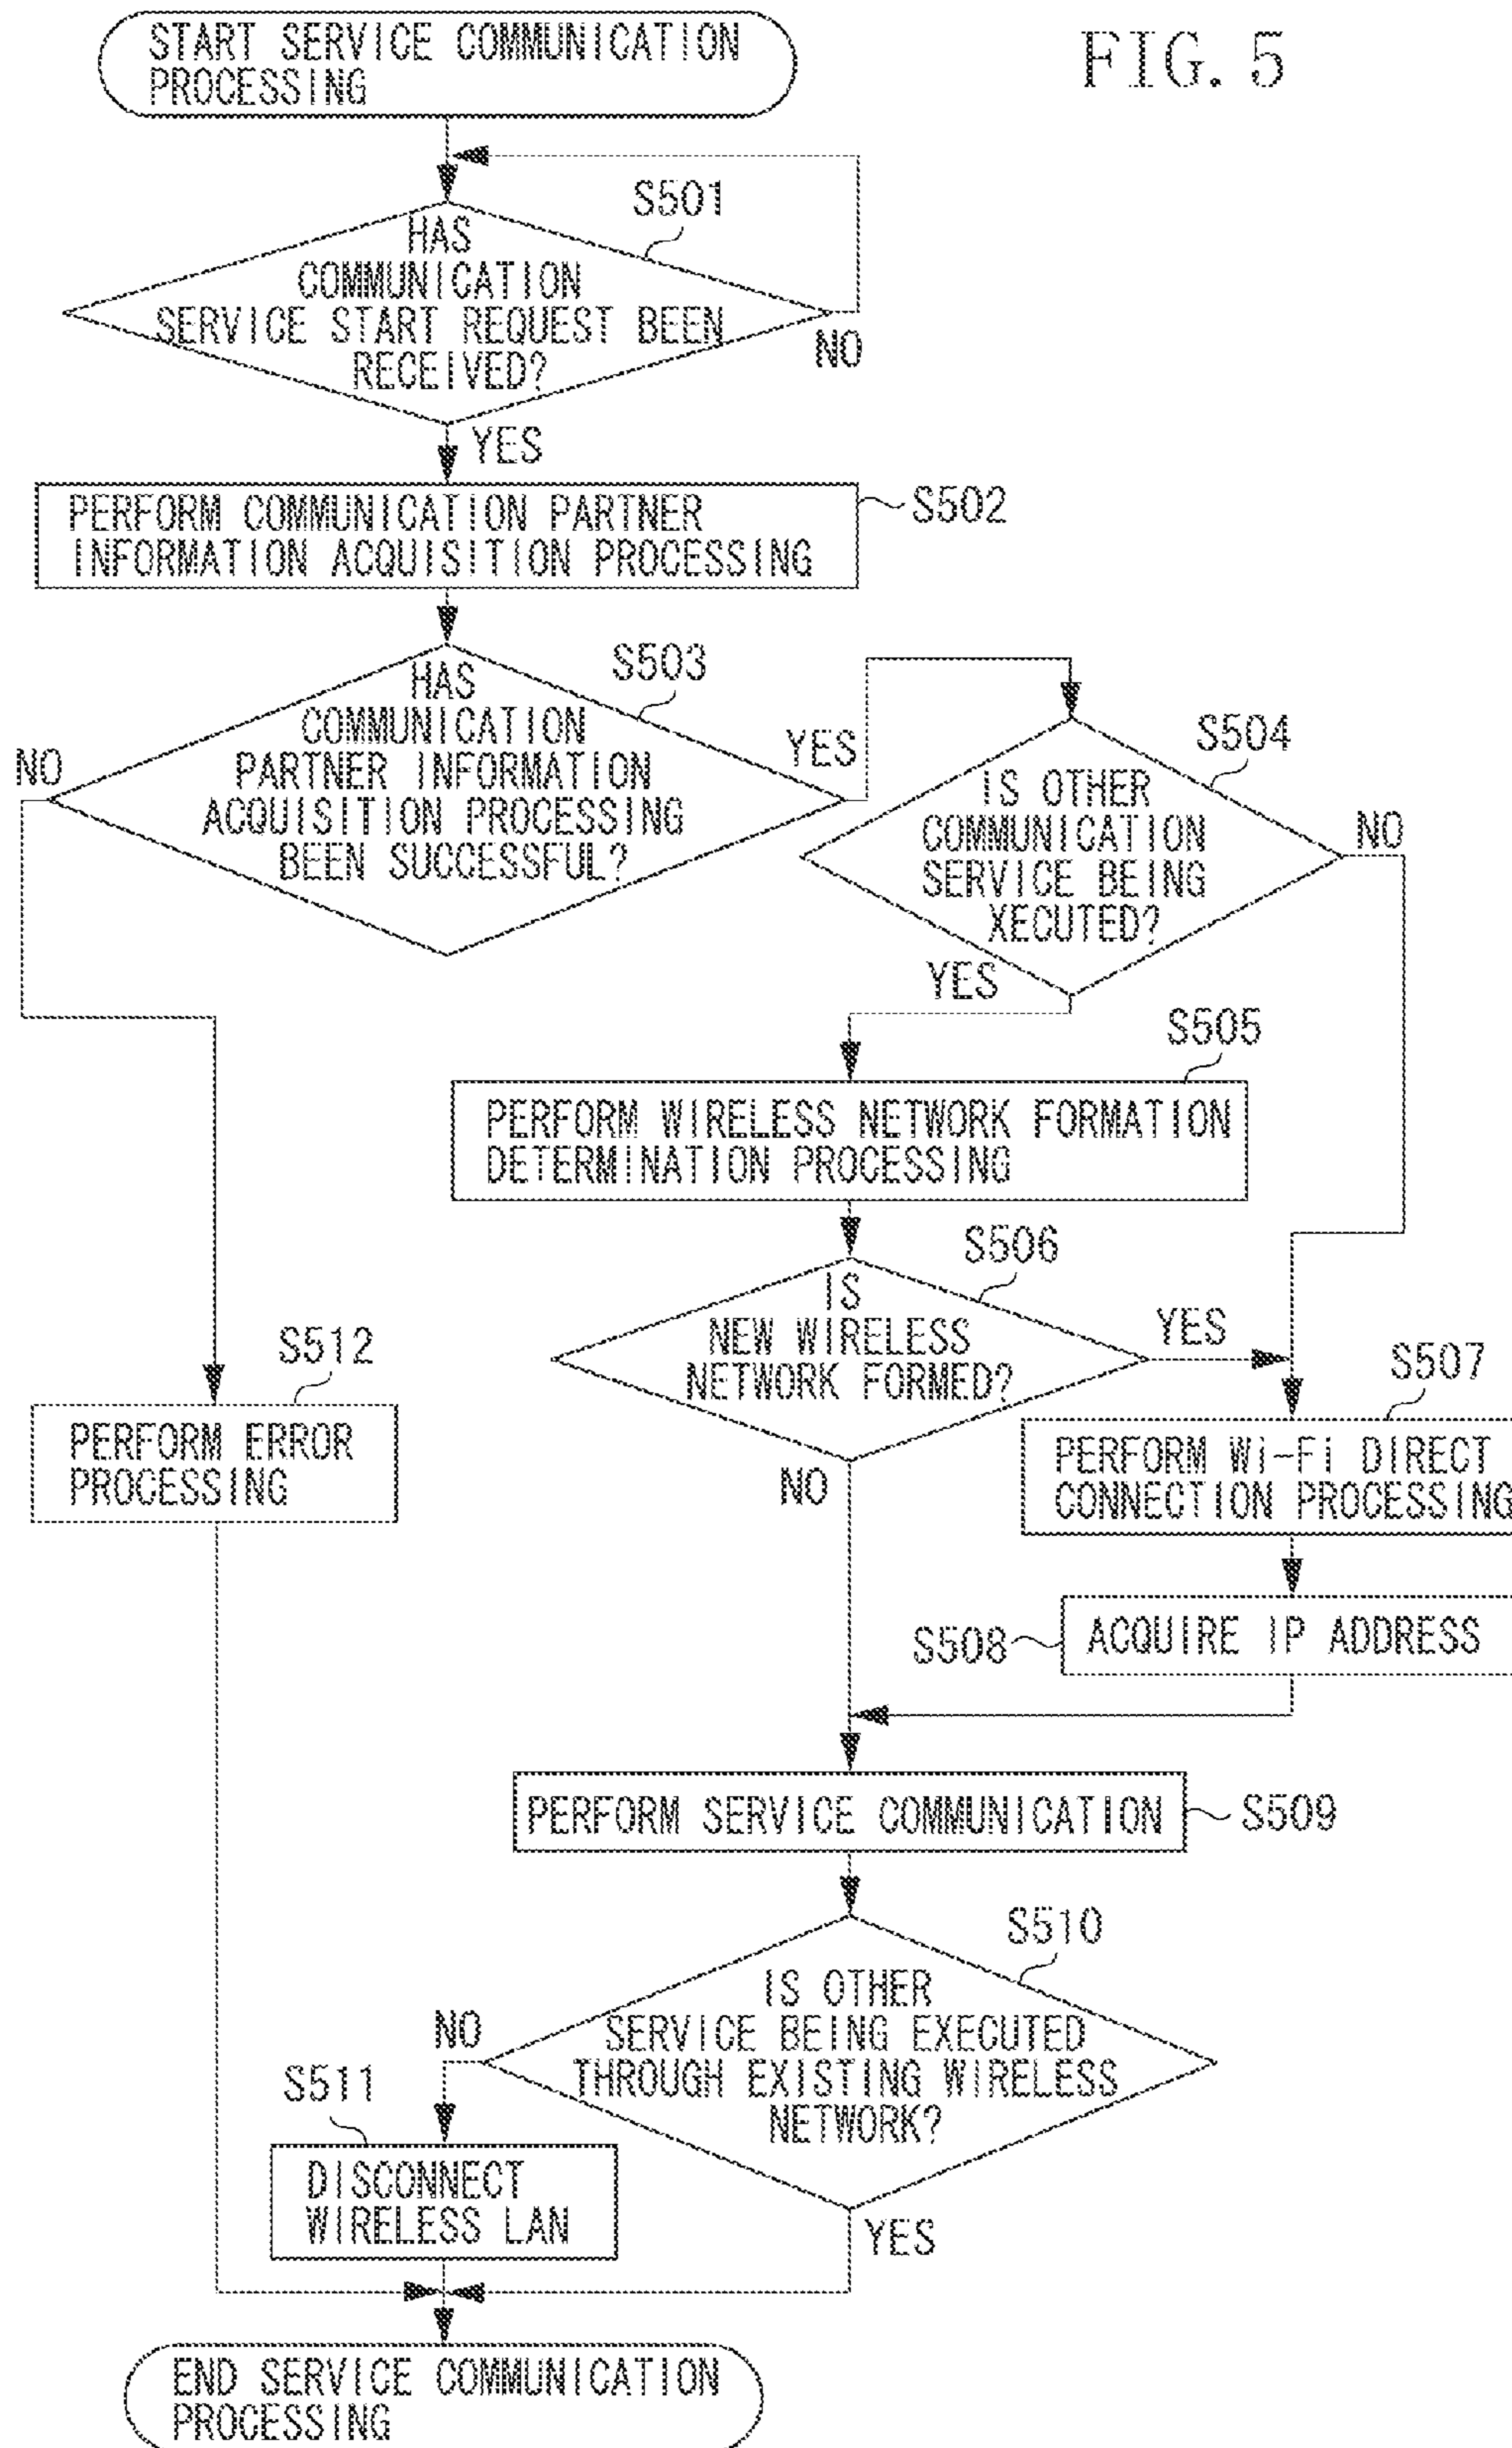 FIG. 5
START SERVICE COMMUNICATION
PROCESSING
S501
HAS
COMMUNICATION
SERVICE START REQUEST BEEN
RECEIVED?
NO
YES
PERFORM COMMUNICATION PARTNER
INFORMATION ACQUISITION PROCESSING
S502
S503
HAS
COMMUNICATION
PARTNER INFORMATION
ACQUISITION PROCESSING
BEEN SUCCESSFUL?
NO
YES
S504
IS OTHER
COMMUNICATION
SERVICE BEING
XECUTED?
NO
YES
S505
PERFORM WIRELESS NETWORK FORMATION
DETERMINATION PROCESSING
S506
IS
NEW WIRELESS
NETWORK FORMED?
YES
NO
S512
PERFORM ERROR
PROCESSING
S507
PERFORM Wi-Fi DIRECT
CONNECTION PROCESSING
S508
ACQUIRE IP ADDRESS
PERFORM SERVICE COMMUNICATION
S509
S510
IS OTHER
SERVICE BEING EXECUTED
THROUGH EXISTING WIRELESS
NETWORK?
NO
YES
S511
DISCONNECT
WIRELESS LAN
END SERVICE COMMUNICATION
PROCESSING